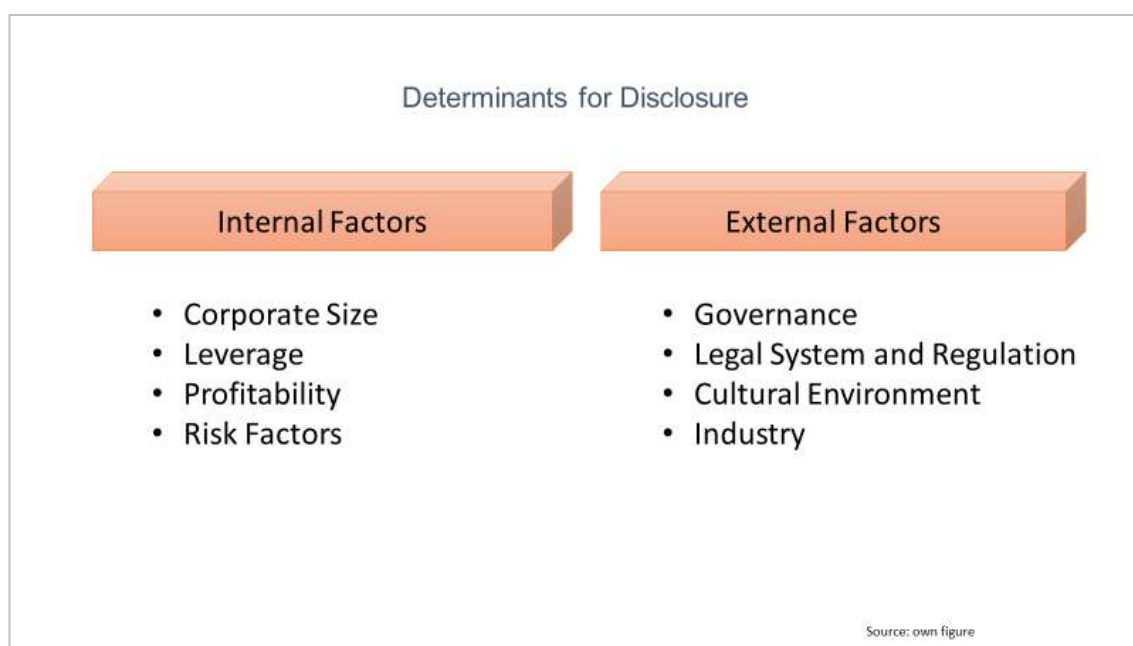 Determinants for Disclosure
Internal Factors
• Corporate Size
• Leverage
• Profitability
• Risk Factors
External Factors
• Governance
• Legal System and Regulation
• Cultural Environment
• Industry
Source: own figure